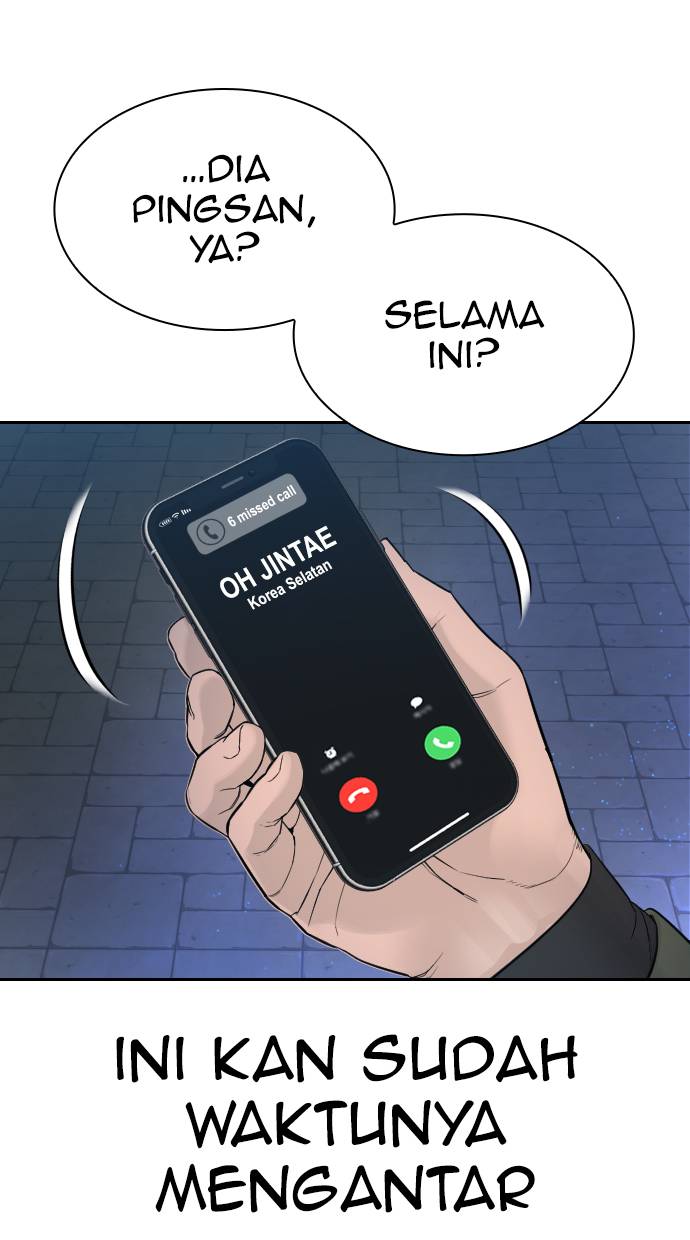 ...DIA
PINGSAN,
YA?
SELAMA
INI?
6 missed call
OH JINTAE
Korea Selatan
INI KAN SUDAH
WAKTUNYA
MENGANTAR